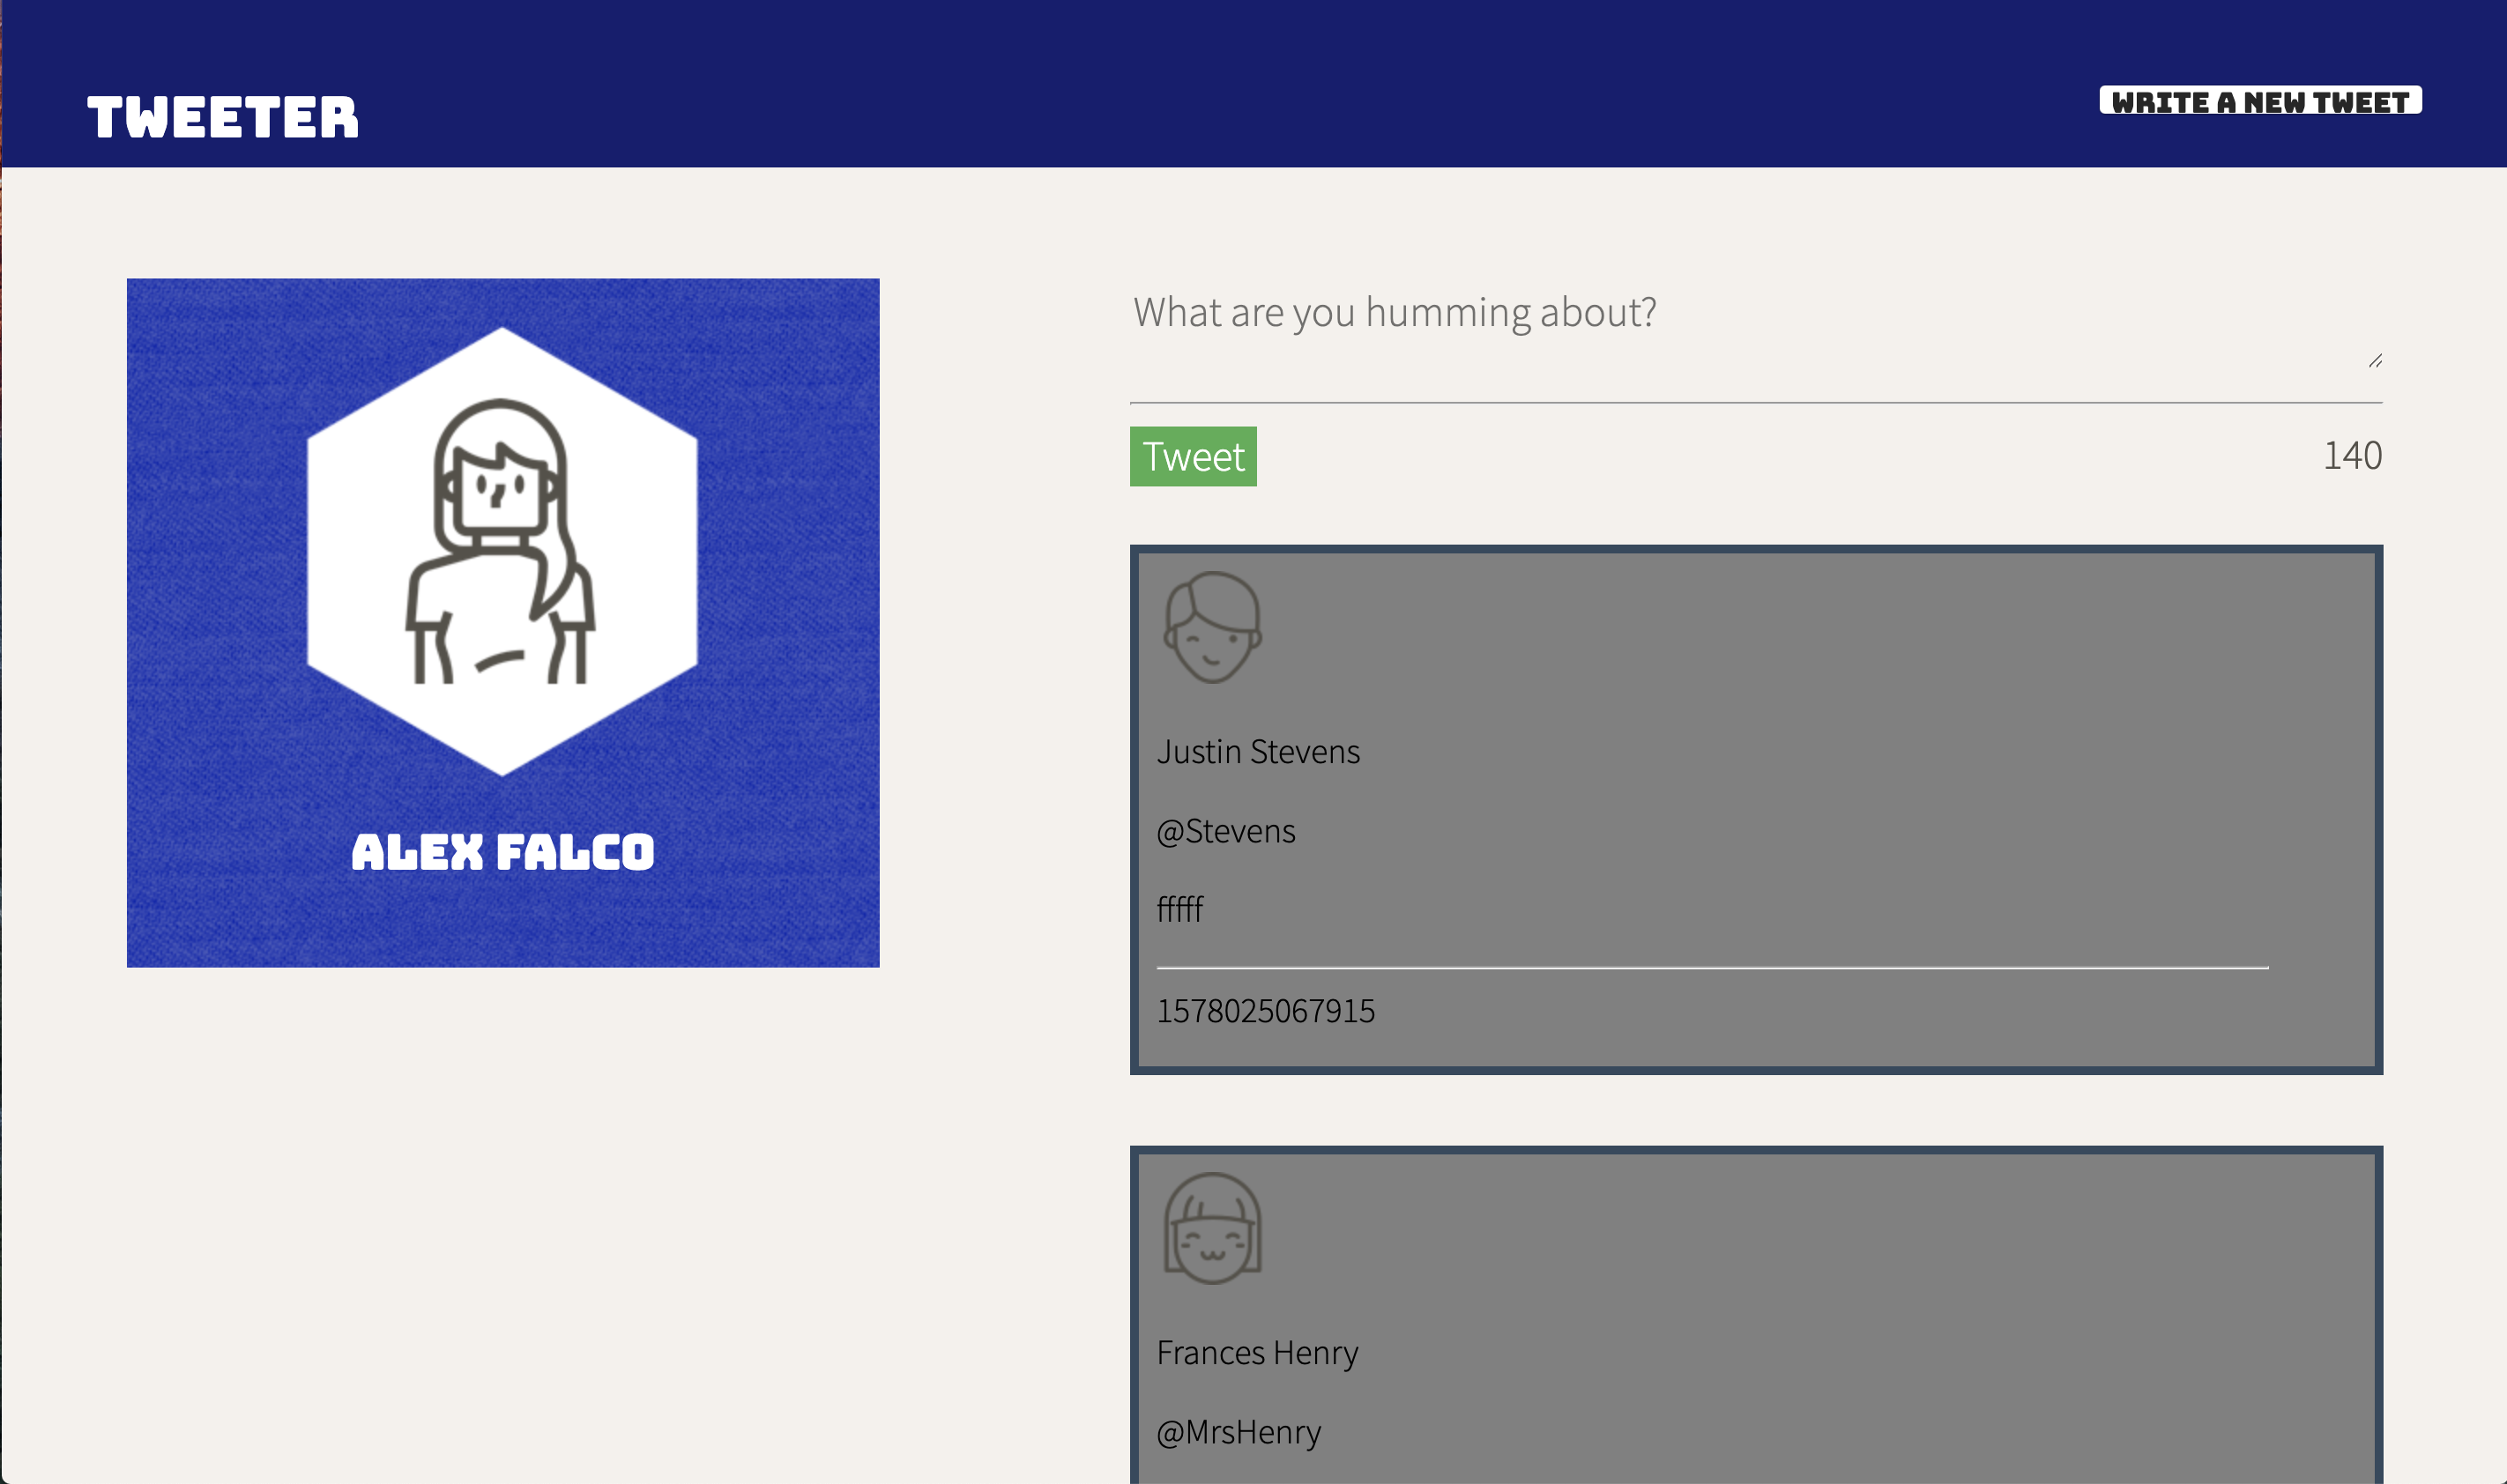 TWEETER
WRITE A NEW TWEET
ALEX FALCO
What are you humming about?
Tweet
140
Justin Stevens
@Stevens
fffff
1578025067915
Frances Henry
@MrsHenry